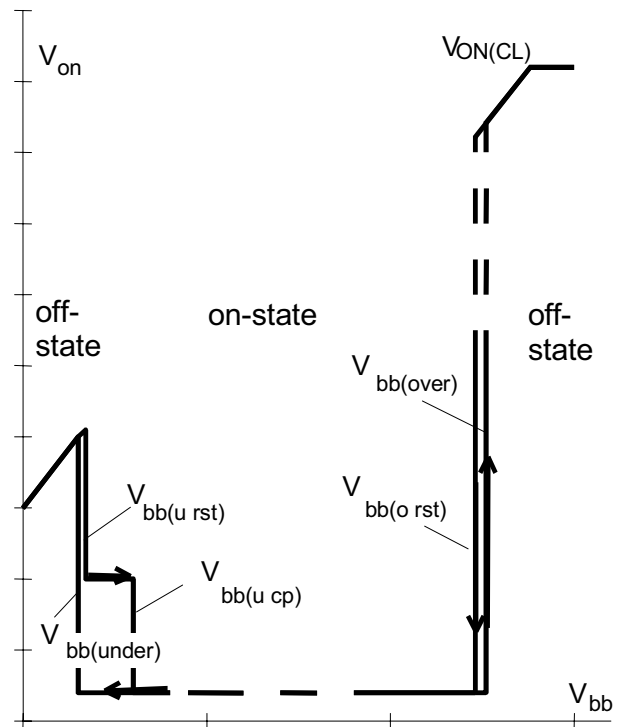 V_on
V_ON(CL)
off-
state
on-state
off-
state
V_bb(over)
V_bb(u rst)
V_bb(o rst)
V_bb(u cp)
V_bb(under)
V_bb